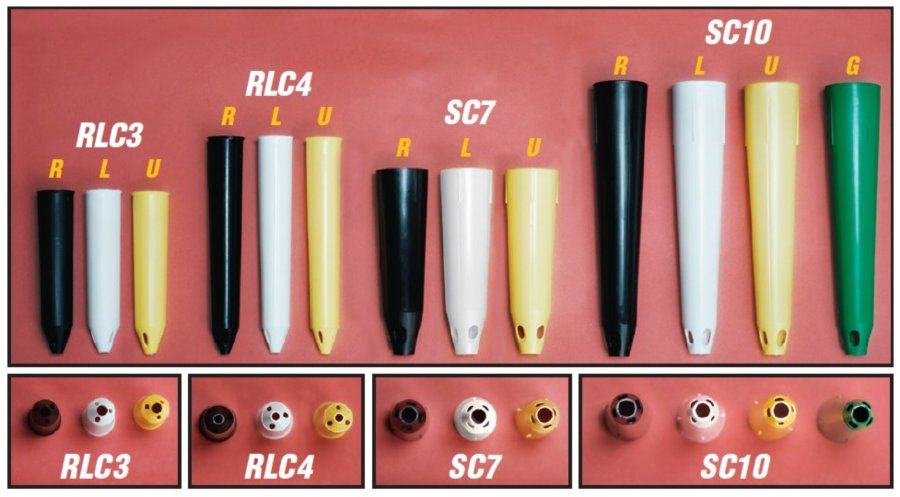 SC10
R L U G
RLC4
R L U
SC7
R L U
RLC3
R L U
RLC3
RLC4
SC7
SC10